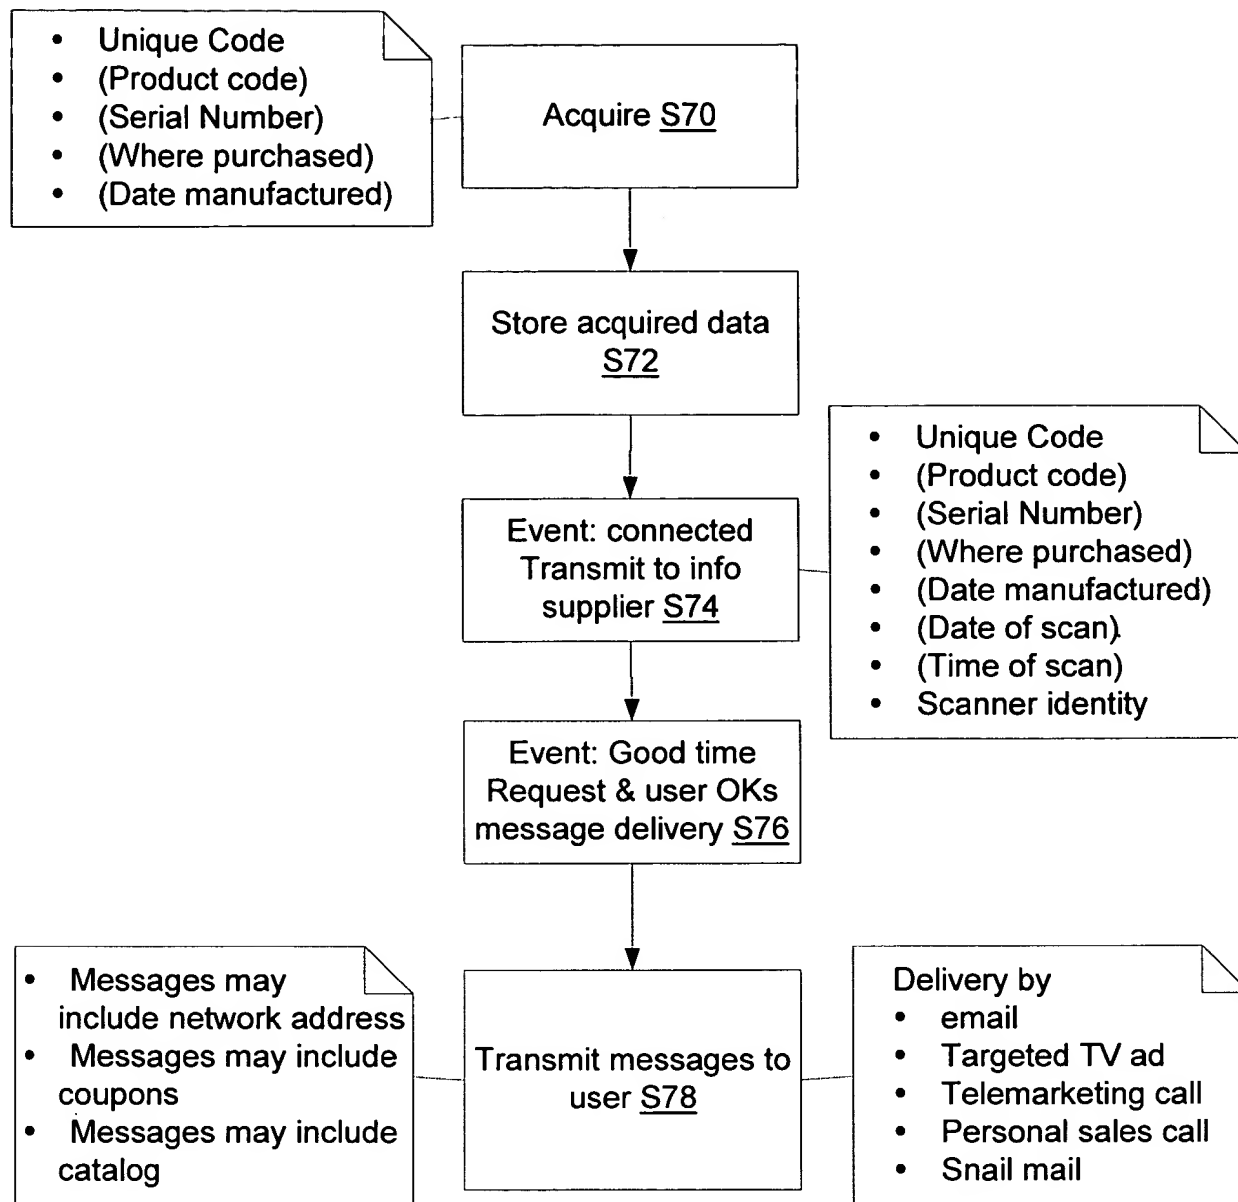 • Unique Code
• (Product code)
• (Serial Number)
• (Where purchased)
• (Date manufactured)
Acquire S70
Store acquired data
S72
Event: connected
Transmit to info
supplier S74
• Unique Code
• (Product code)
• (Serial Number)
• (Where purchased)
• (Date manufactured)
• (Date of scan).
• (Time of scan)
• Scanner identity
Event: Good time
Request & user OKs
message delivery S76
• Messages may
include network address
• Messages may include
coupons
• Messages may include
catalog
Transmit messages to
user S78
Delivery by
• email
• Targeted TV ad
• Telemarketing call
• Personal sales call
• Snail mail